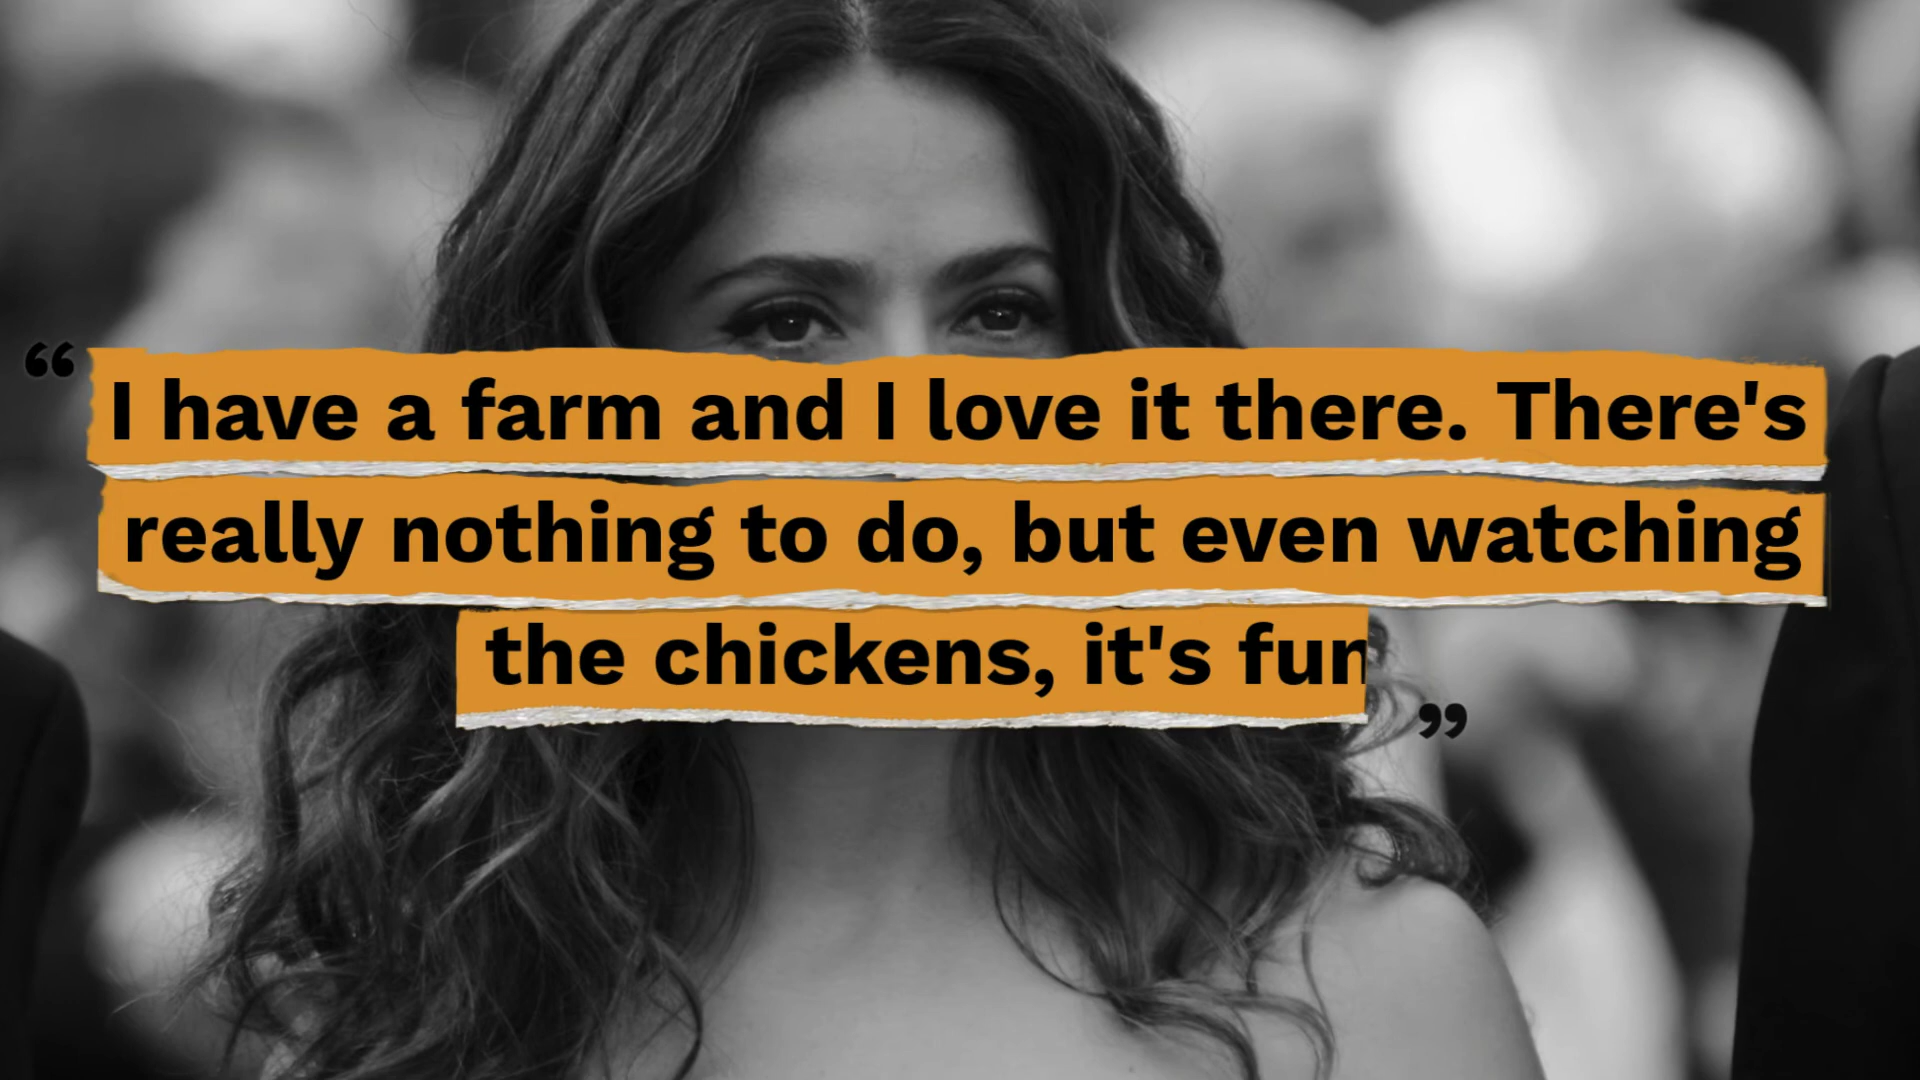 “I have a farm and I love it there. There's
really nothing to do, but even watching
the chickens, it's fun”